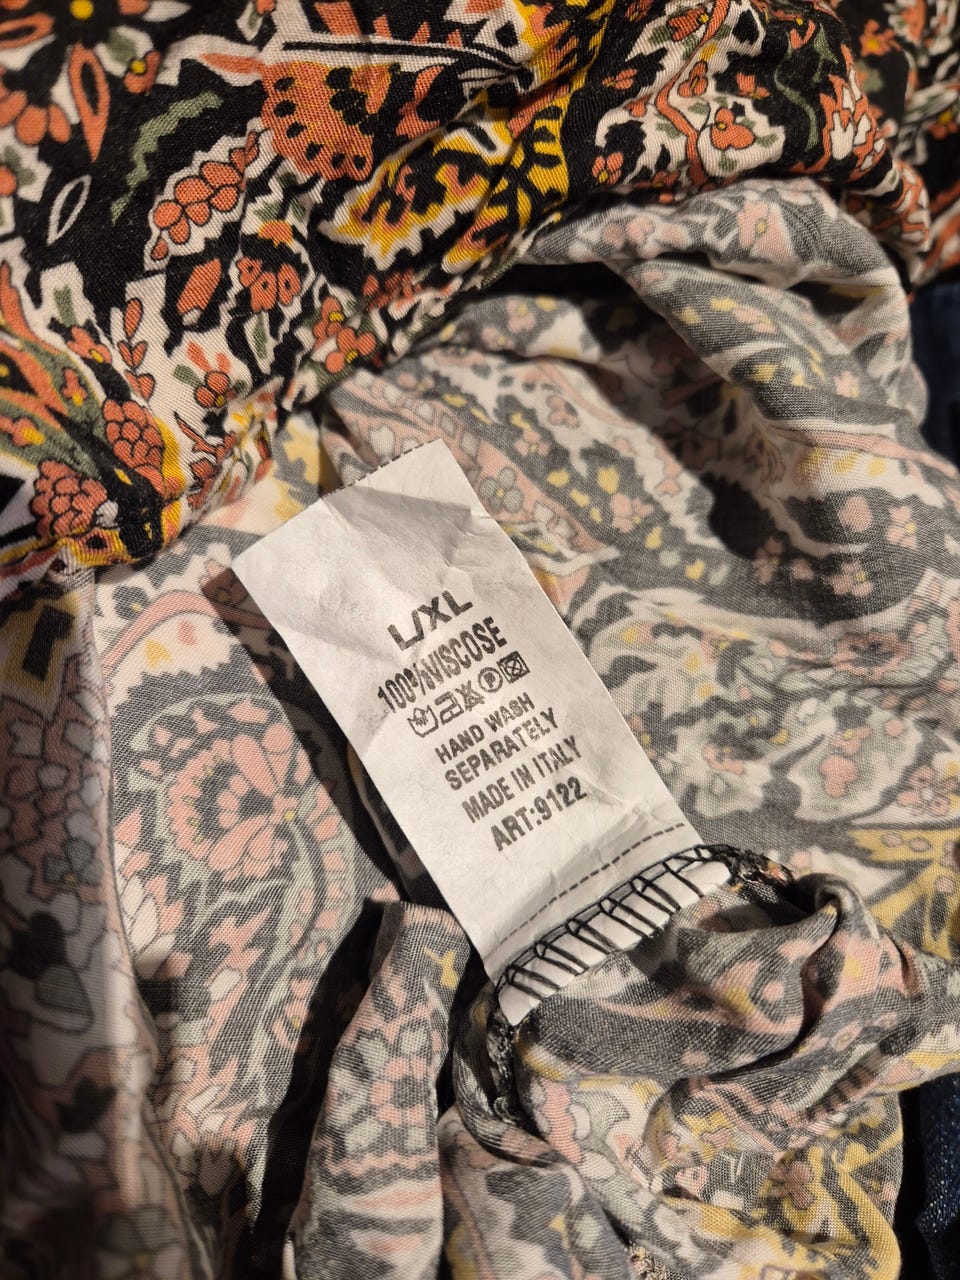 L/XL
100%VISCOSE
HAND WASH
SEPARATELY
MADE IN ITALY
ART:9122